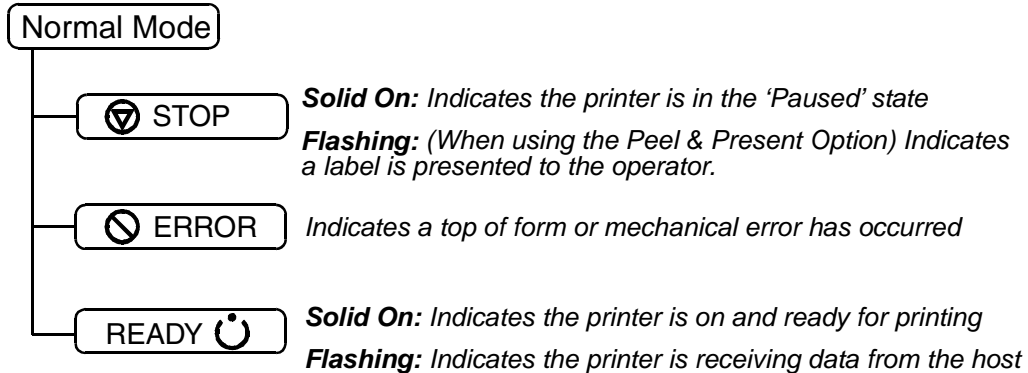 Normal Mode
STOP
Solid On: Indicates the printer is in the ‘Paused’ state
Flashing: (When using the Peel & Present Option) Indicates
a label is presented to the operator.
ERROR
Indicates a top of form or mechanical error has occurred
READY
Solid On: Indicates the printer is on and ready for printing
Flashing: Indicates the printer is receiving data from the host